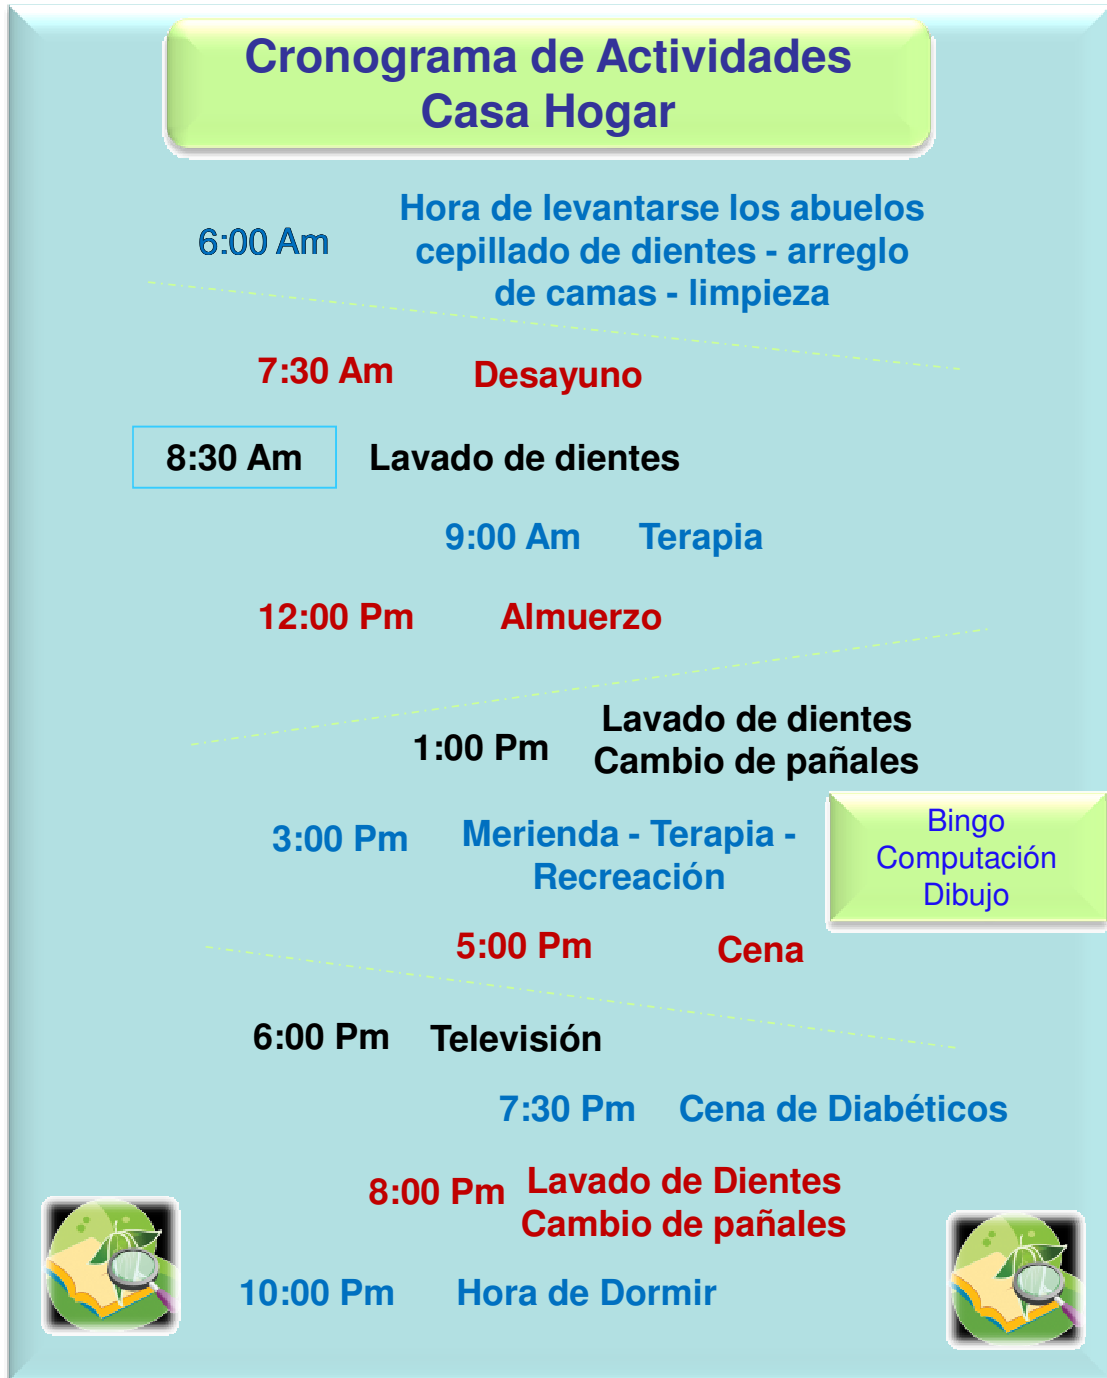 Cronograma de Actividades
Casa Hogar
6:00 Am
Hora de levantarse los abuelos
cepillado de dientes - arreglo
de camas - limpieza
7:30 Am Desayuno
8:30 Am Lavado de dientes
9:00 Am Terapia
12:00 Pm Almuerzo
1:00 Pm
Lavado de dientes
Cambio de pañales
3:00 Pm
Merienda - Terapia -
Recreación
Bingo
Computación
Dibujo
5:00 Pm Cena
6:00 Pm Televisión
7:30 Pm Cena de Diabéticos
8:00 Pm
Lavado de Dientes
Cambio de pañales
10:00 Pm Hora de Dormir